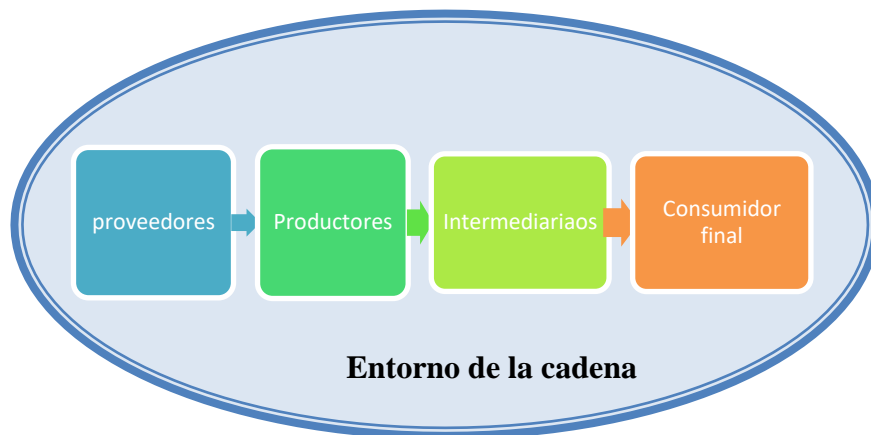 proveedores
Productores
Intermediariaos
Consumidor
final
Entorno de la cadena